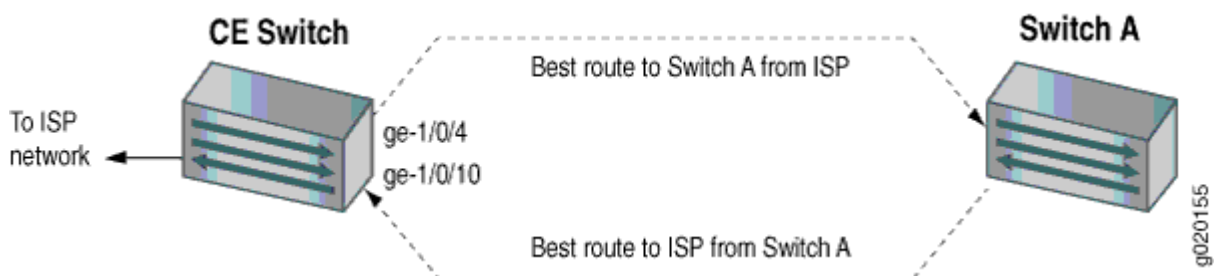 CE Switch
Switch A
Best route to Switch A from ISP
To ISP
network
ge-1/0/4
ge-1/0/10
Best route to ISP from Switch A
g020155